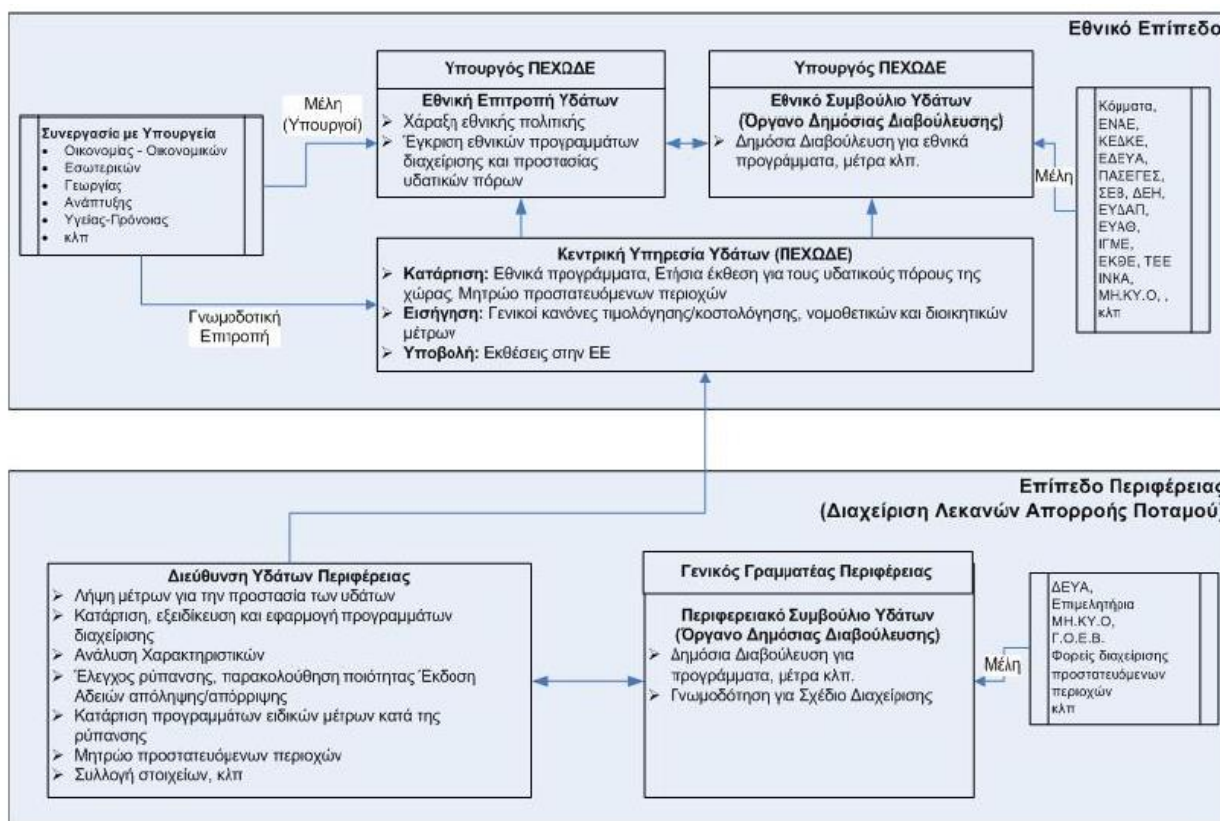 Εθνικό Επίπεδο
Υπουργός ΠΕΧΩΔΕ
Εθνική Επιτροπή Υδάτων
➢ Χάραξη εθνικής πολιτικής
➢ Έγκριση εθνικών προγραμμάτων
διαχείρισης και προστασίας
υδατικών πόρων
Υπουργός ΠΕΧΩΔΕ
Εθνικό Συμβούλιο Υδάτων
(Όργανο Δημόσιας Διαβούλευσης)
➢ Δημόσια Διαβούλευση για εθνικά
προγράμματα, μέτρα κλπ.
Μέλη
(Υπουργοί)
Συνεργασία με Υπουργεία
• Οικονομίας - Οικονομικών
• Εσωτερικών
• Γεωργίας
• Ανάπτυξης
• Υγείας-Πρόνοιας
• κλπ
Μέλη
Κόμματα,
ΕΝΑΕ,
ΚΕΔΚΕ,
ΕΔΕΥΑ,
ΠΑΣΕΓΕΣ,
ΣΕΒ, ΔΕΗ,
ΕΥΔΑΠ,
ΕΥΑΘ,
ΙΓΜΕ,
ΕΚΘΕ, ΤΕΕ
ΙΝΚΑ,
ΜΗ.ΚΥ.Ο, ,
κλπ
Γνωμοδοτική
Επιτροπή
Κεντρική Υπηρεσία Υδάτων (ΠΕΧΩΔΕ)
➢ Κατάρτιση: Εθνικά προγράμματα, Ετήσια έκθεση για τους υδατικούς πόρους της
χώρας, Μητρώο προστατευόμενων περιοχών
➢ Εισήγηση: Γενικοί κανόνες τιμολόγησης/κοστολόγησης, νομοθετικών και διοικητικών
μέτρων
➢ Υποβολή: Εκθέσεις στην ΕΕ
Επίπεδο Περιφέρειας
(Διαχείριση Λεκανών Απορροής Ποταμού)
Διεύθυνση Υδάτων Περιφέρειας
➢ Λήψη μέτρων για την προστασία των υδάτων
➢ Κατάρτιση, εξειδίκευση και εφαρμογή προγραμμάτων
διαχείρισης
➢ Ανάλυση Χαρακτηριστικών
➢ Έλεγχος ρύπανσης, παρακολούθηση ποιότητας Έκδοση
Αδειών απόληψης/απόρριψης
➢ Κατάρτιση προγραμμάτων ειδικών μέτρων κατά της
ρύπανσης
➢ Μητρώο προστατευόμενων περιοχών
➢ Συλλογή στοιχείων, κλπ
Γενικός Γραμματέας Περιφέρειας
Περιφερειακό Συμβούλιο Υδάτων
(Όργανο Δημόσιας Διαβούλευσης)
➢ Δημόσια Διαβούλευση για
προγράμματα, μέτρα κλπ.
➢ Γνωμοδότηση για Σχέδιο Διαχείρισης
Μέλη
ΔΕΥΑ,
Επιμελητήρια
ΜΗ.ΚΥ.Ο,
Γ.Ο.Ε.Β.
Φορείς διαχείρισης
προστατευόμενων
περιοχών
κλπ